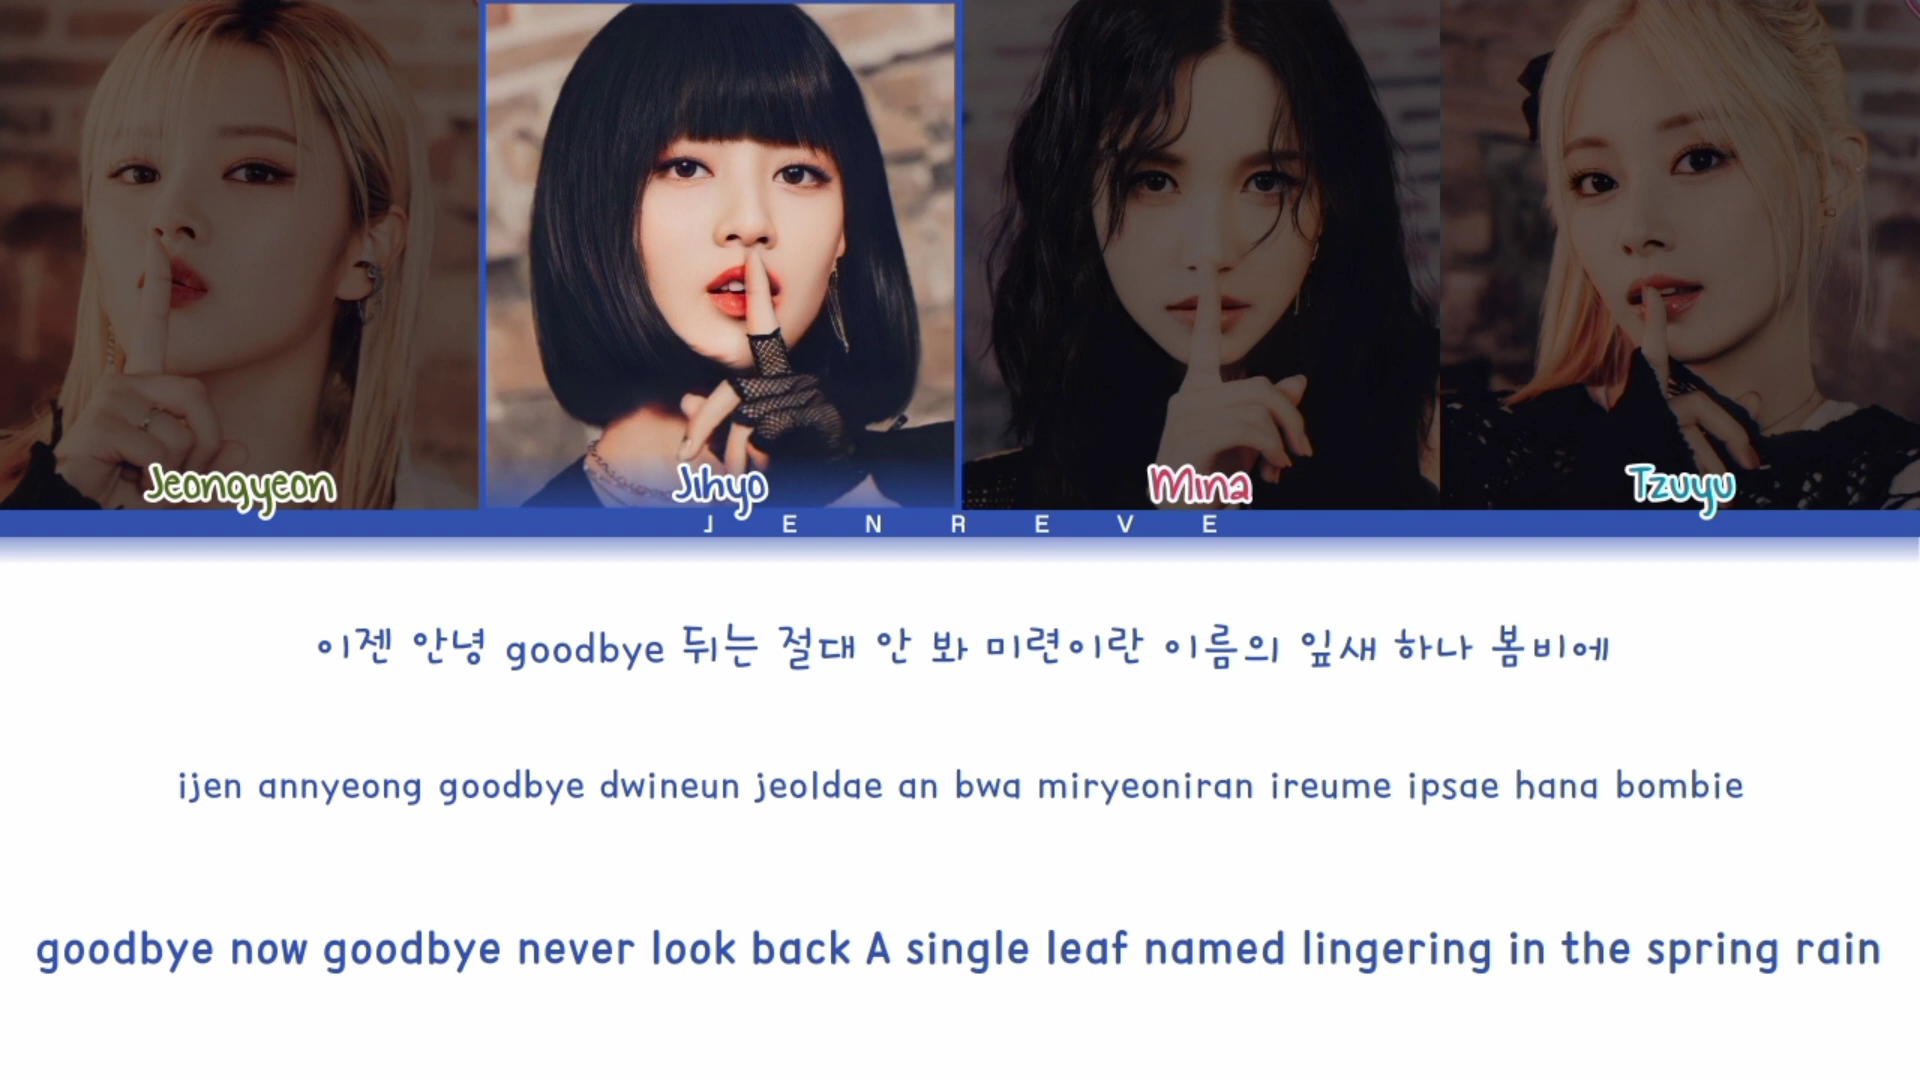 Jeongyeon
Jihyo
Mina
Tzuyu
JENREVE
이젠 안녕 goodbye 뒤는 절대 안 봐 미련이란 이름의 잎새 하나 봄비에
ijen annyeong goodbye dwineun jeoldae an bwa miryeoniran ireume ipsae hana bombie
goodbye now goodbye never look back A single leaf named lingering in the spring rain